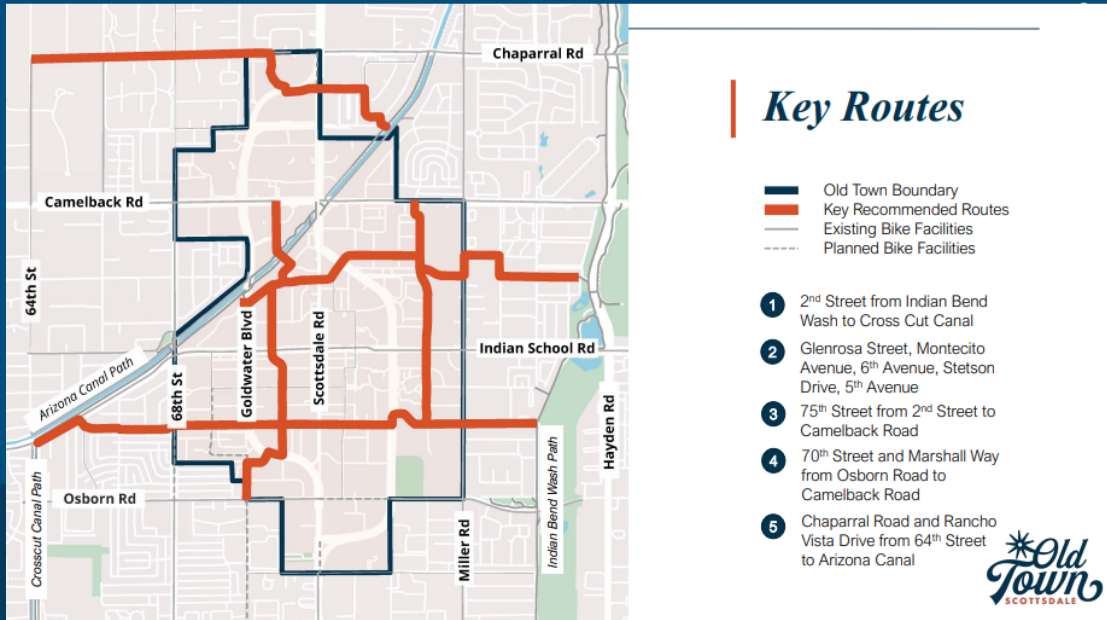 Chaparral Rd
Camelback Rd
64th St
Goldwater Blvd
Scottsdale Rd
Indian School Rd
Arizona Canal Path
68th St
Hayden Rd
Osborn Rd
Crosscut Canal Path
Miller Rd
Indian Bend Wash Path
Key Routes
Old Town Boundary
Key Recommended Routes
Existing Bike Facilities
Planned Bike Facilities
1 2nd Street from Indian Bend
Wash to Cross Cut Canal
2 Glenrosa Street, Montecito
Avenue, 6th Avenue, Stetson
Drive, 5th Avenue
3 75th Street from 2nd Street to
Camelback Road
4 70th Street and Marshall Way
from Osborn Road to
Camelback Road
5 Chaparral Road and Rancho
Vista Drive from 64th Street
to Arizona Canal
Old
Town
SCOTTSDALE